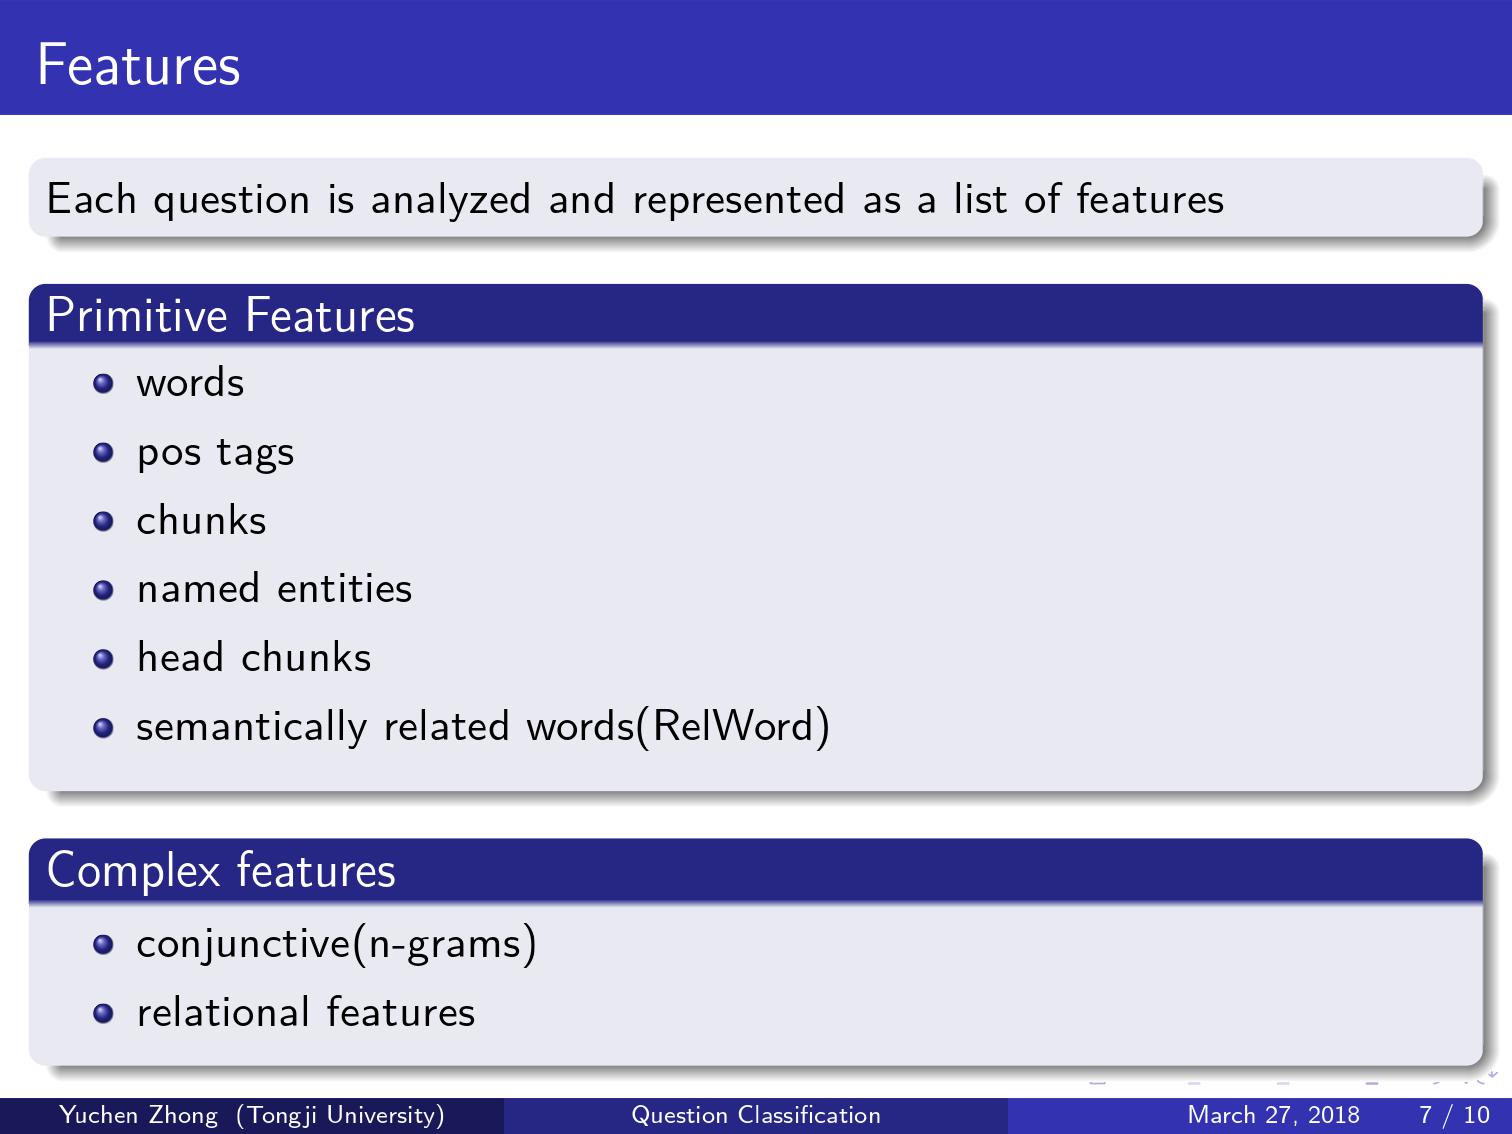 Features
Each question is analyzed and represented as a list of features
Primitive Features
words
pos tags
chunks
named entities
head chunks
semantically related words(RelWord)
Complex features
conjunctive(n-grams)
relational features
Yuchen Zhong (Tongji University) Question Classification March 27, 2018 7 / 10